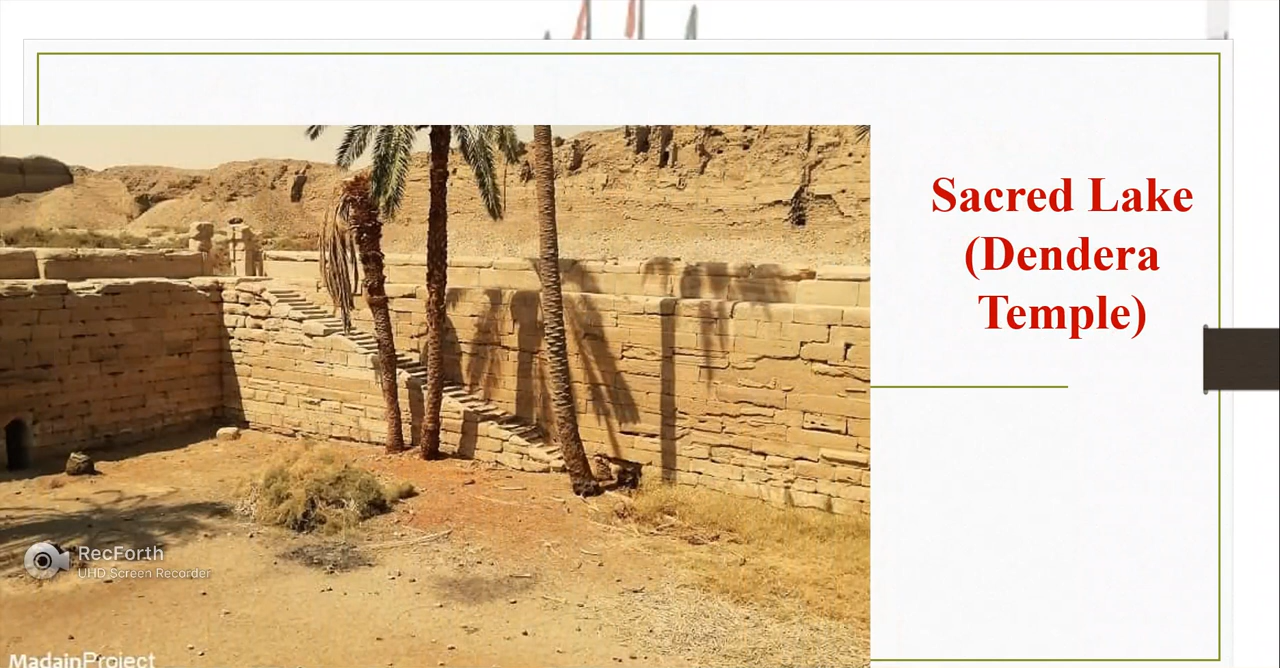 Sacred Lake
(Dendera
Temple)
RecForth
UHD Screen Recorder
MadainProject